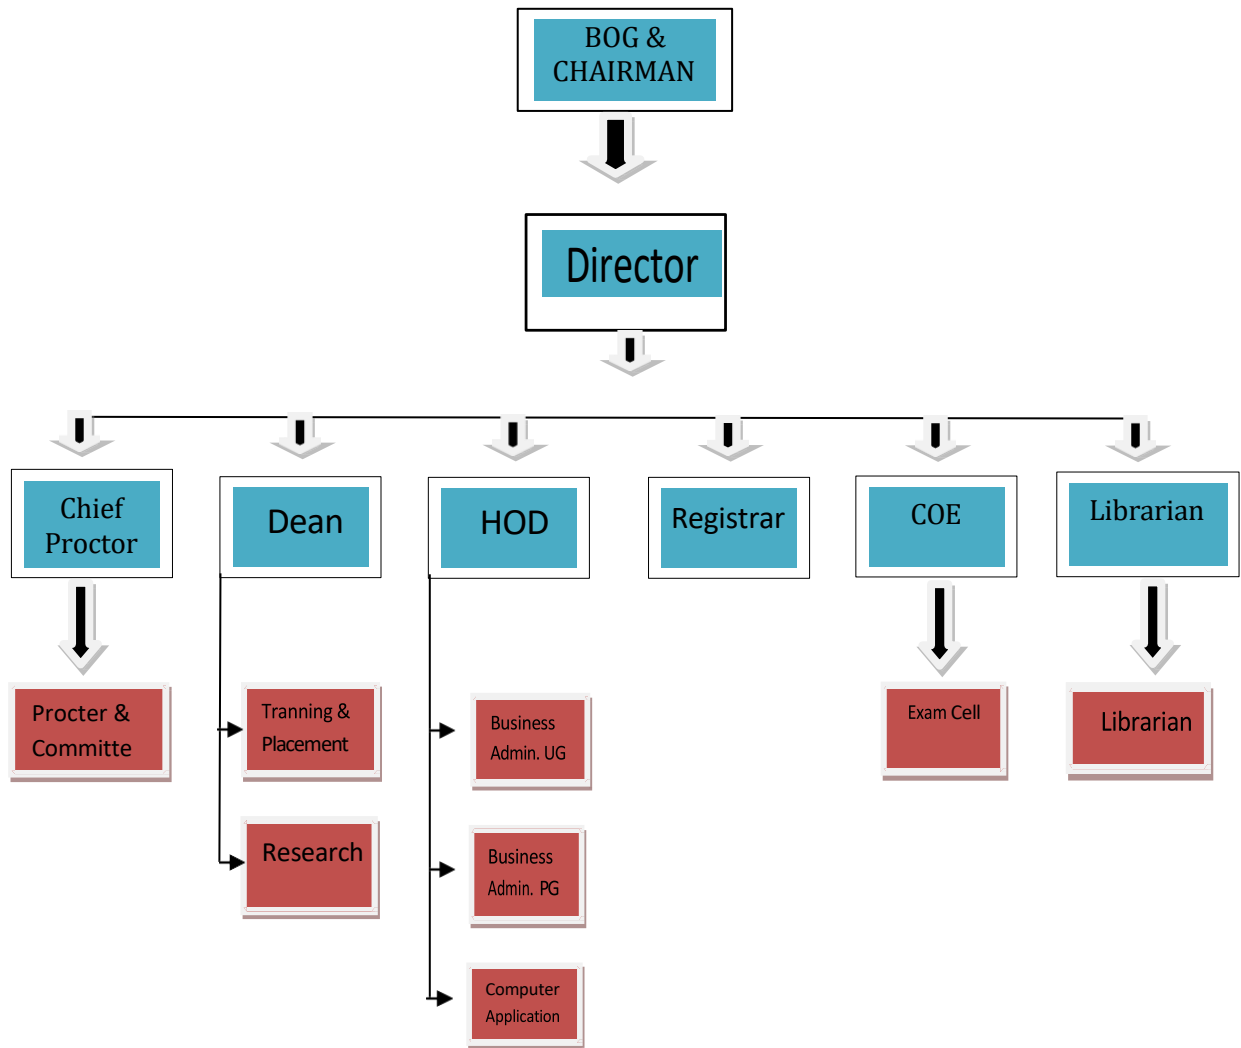 BOG &
CHAIRMAN
Director
Chief
Proctor
Dean
HOD
Registrar
COE
Librarian
Procter &
Committe
Tranning &
Placement
Business
Admin. UG
Exam Cell
Librarian
Research
Business
Admin. PG
Computer
Application